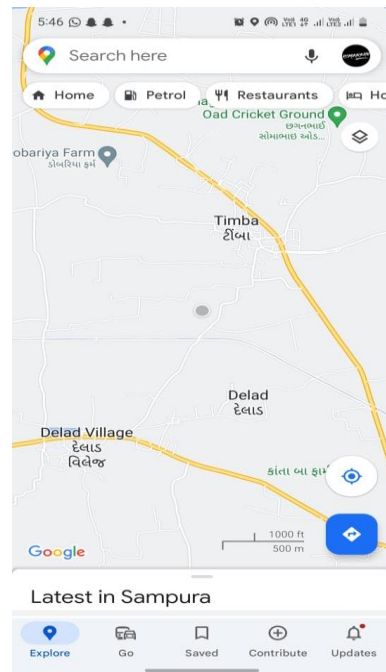 5:46
Search here
Home
Petrol
Restaurants
Oad Cricket Ground
છગનભાઈ
સોમાભાઇ ઓડ...
obariya Farm
ડોબરિયા ફર્મ
Timba
ટીંબા
Delad
દેલાડ
Delad Village
દેલાડ
વિલેજ
કાંતા બા ફા
1000 ft
500 m
Google
Latest in Sampura
Explore
Go
Saved
Contribute
Updates